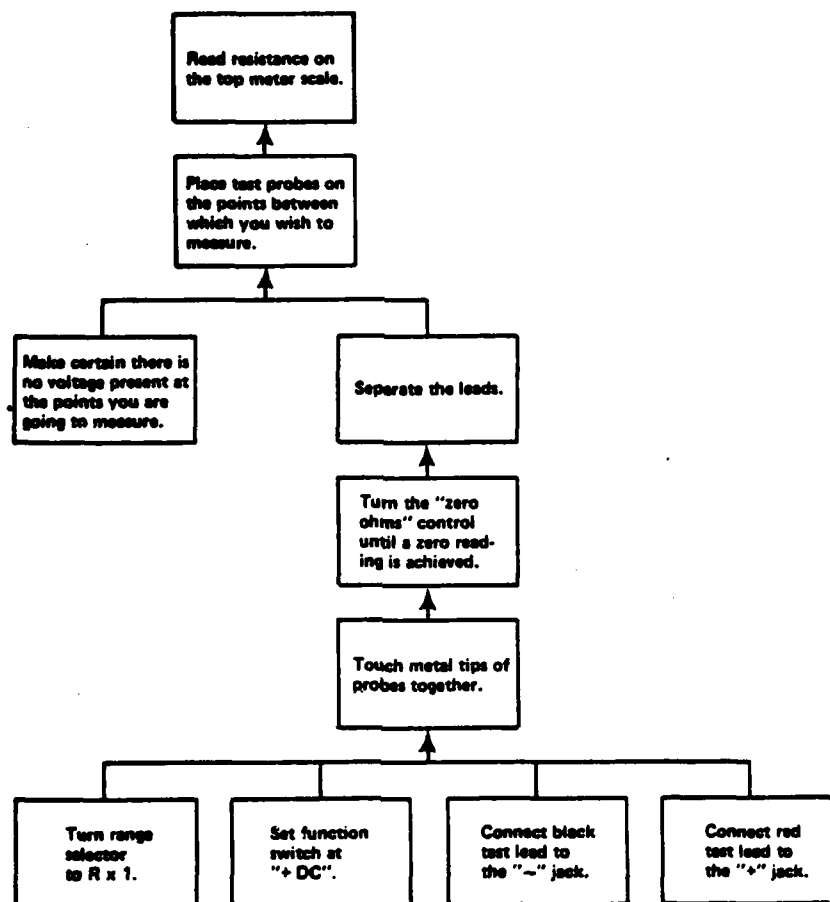 Read resistance on
the top meter scale.
Place test probes on
the points between
which you wish to
measure.
Make certain there is
no voltage present at
the points you are
going to measure.
Separate the leads.
Turn the "zero
ohms" control
until a zero read-
ing is achieved.
Touch metal tips of
probes together.
Turn range
selector
to R x 1.
Set function
switch at
"+ DC".
Connect black
test lead to
the "~" jack.
Connect red
test lead to
the "+" jack.